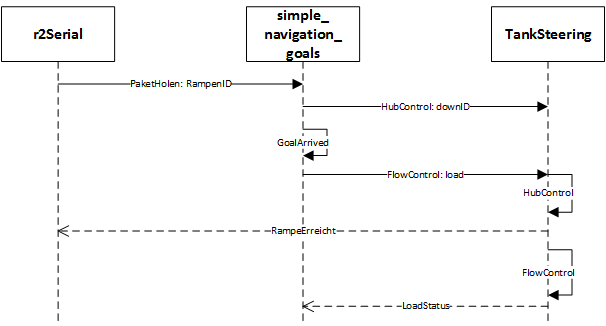 r2Serial
simple_
navigation_
goals
TankSteering
PaketHolen: RampenID
HubControl: downID
GoalArrived
FlowControl: load
HubControl
RampeErreicht
FlowControl
LoadStatus